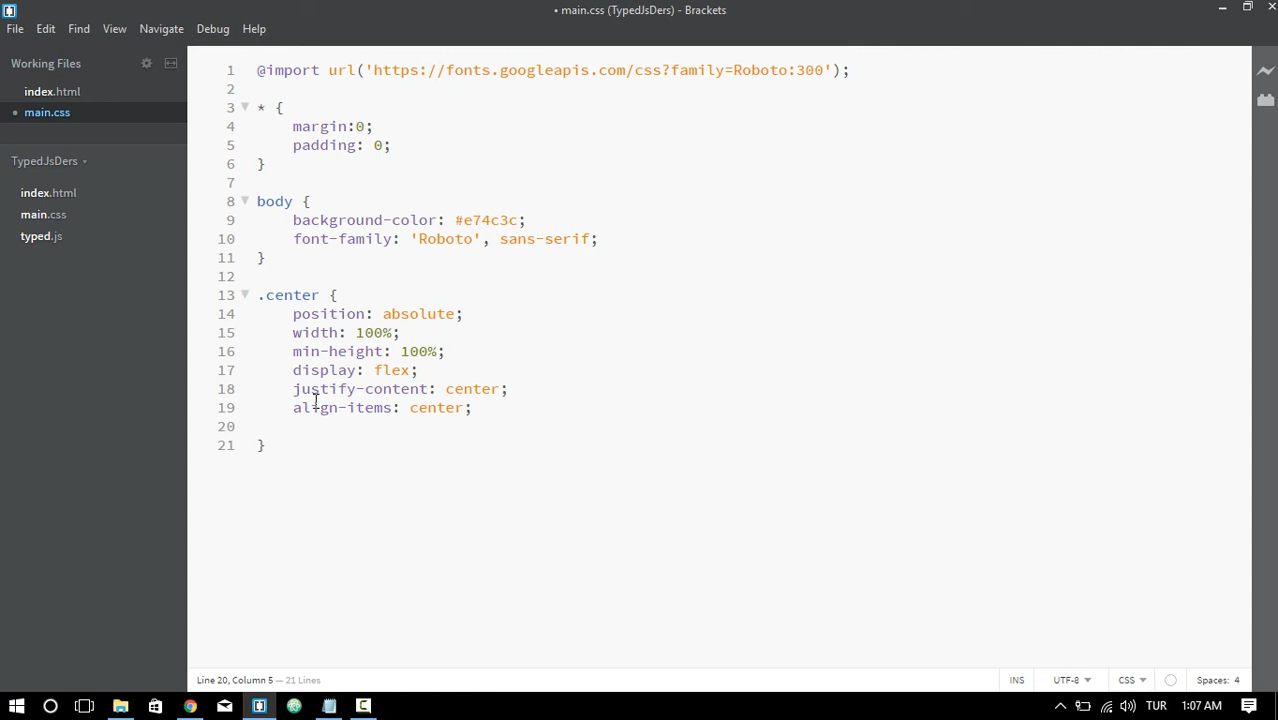 • main.css (TypedJsDers) - Brackets
File Edit Find View Navigate Debug Help
Working Files
index.html
• main.css
TypedJsDers
index.html
main.css
typed.js
1 @import url('https://fonts.googleapis.com/css?family=Roboto:300');
2
3 * {
4 margin:0;
5 padding: 0;
6 }
7
8 body {
9 background-color: #e74c3c;
10 font-family: 'Roboto', sans-serif;
11 }
12
13 .center {
14 position: absolute;
15 width: 100%;
16 min-height: 100%;
17 display: flex;
18 justify-content: center;
19 align-items: center;
20
21 }
Line 20, Column 5 — 21 Lines
INS UTF-8 CSS Spaces: 4
TUR 1:07 AM